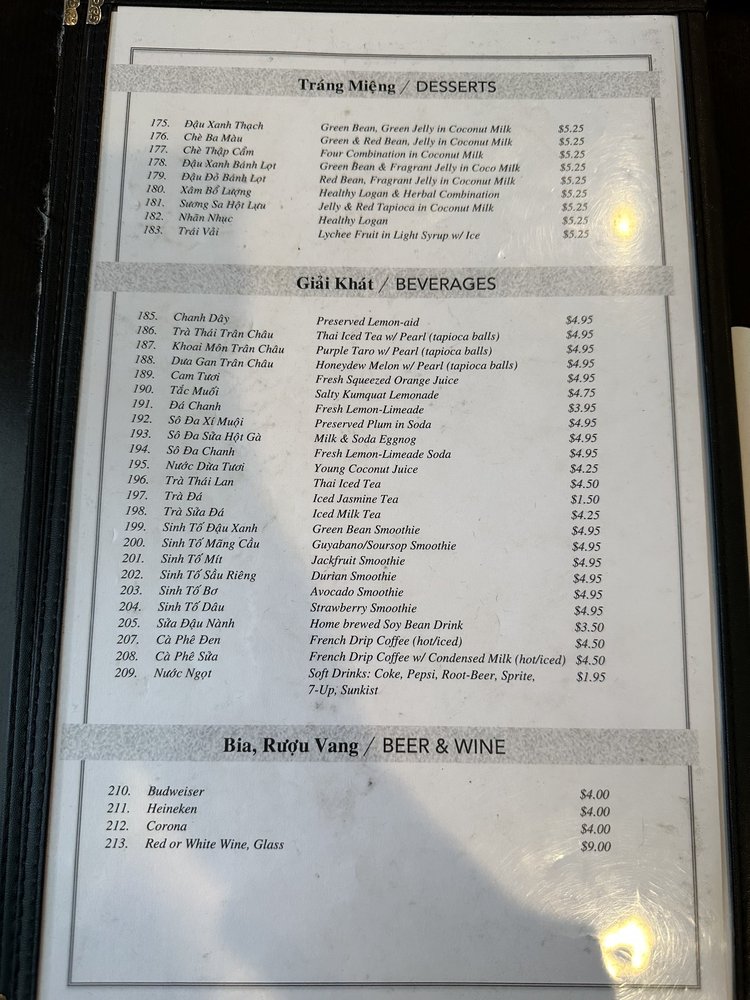 Tráng Miệng / DESSERTS
175. Đậu Xanh Thạch Green Bean, Green Jelly in Coconut Milk $5.25
176. Chè Ba Màu Green & Red Bean, Jelly in Coconut Milk $5.25
177. Chè Thập Cẩm Four Combination in Coconut Milk $5.25
178. Đậu Xanh Bánh Lọt Green Bean & Fragrant Jelly in Coco Milk $5.25
179. Đậu Đỏ Bánh Lọt Red Bean, Fragrant Jelly in Coconut Milk $5.25
180. Xâm Bổ Lượng Healthy Logan & Herbal Combination $5.25
181. Sương Sa Hột Lựu Jelly & Red Tapioca in Coconut Milk $5.25
182. Nhãn Nhục Healthy Logan $5.25
183. Trái Vải Lychee Fruit in Light Syrup w/ Ice $5.25
Giải Khát / BEVERAGES
185. Chanh Dây Preserved Lemon-aid $4.95
186. Trà Thái Trân Châu Thai Iced Tea w/ Pearl (tapioca balls) $4.95
187. Khoai Môn Trân Châu Purple Taro w/ Pearl (tapioca balls) $4.95
188. Dưa Gan Trân Châu Honeydew Melon w/ Pearl (tapioca balls) $4.95
189. Cam Tươi Fresh Squeezed Orange Juice $4.95
190. Tắc Muối Salty Kumquat Lemonade $4.75
191. Đá Chanh Fresh Lemon-Limeade $3.95
192. Sô Đa Xí Muội Preserved Plum in Soda $4.95
193. Sô Đa Sữa Hột Gà Milk & Soda Eggnog $4.95
194. Sô Đa Chanh Fresh Lemon-Limeade Soda $4.95
195. Nước Dừa Tươi Young Coconut Juice $4.25
196. Trà Thái Lan Thai Iced Tea $4.50
197. Trà Đá Iced Jasmine Tea $1.50
198. Trà Sữa Đá Iced Milk Tea $4.25
199. Sinh Tố Đậu Xanh Green Bean Smoothie $4.95
200. Sinh Tố Mãng Cầu Guyabano/Soursop Smoothie $4.95
201. Sinh Tố Mít Jackfruit Smoothie $4.95
202. Sinh Tố Sầu Riêng Durian Smoothie $4.95
203. Sinh Tố Bơ Avocado Smoothie $4.95
204. Sinh Tố Dâu Strawberry Smoothie $4.95
205. Sữa Đậu Nành Home brewed Soy Bean Drink $3.50
207. Cà Phê Đen French Drip Coffee (hot/iced) $4.50
208. Cà Phê Sữa French Drip Coffee w/ Condensed Milk (hot/iced) $4.50
209. Nước Ngọt Soft Drinks: Coke, Pepsi, Root-Beer, Sprite, $1.95
7-Up, Sunkist
Bia, Rượu Vang / BEER & WINE
210. Budweiser $4.00
211. Heineken $4.00
212. Corona $4.00
213. Red or White Wine, Glass $9.00